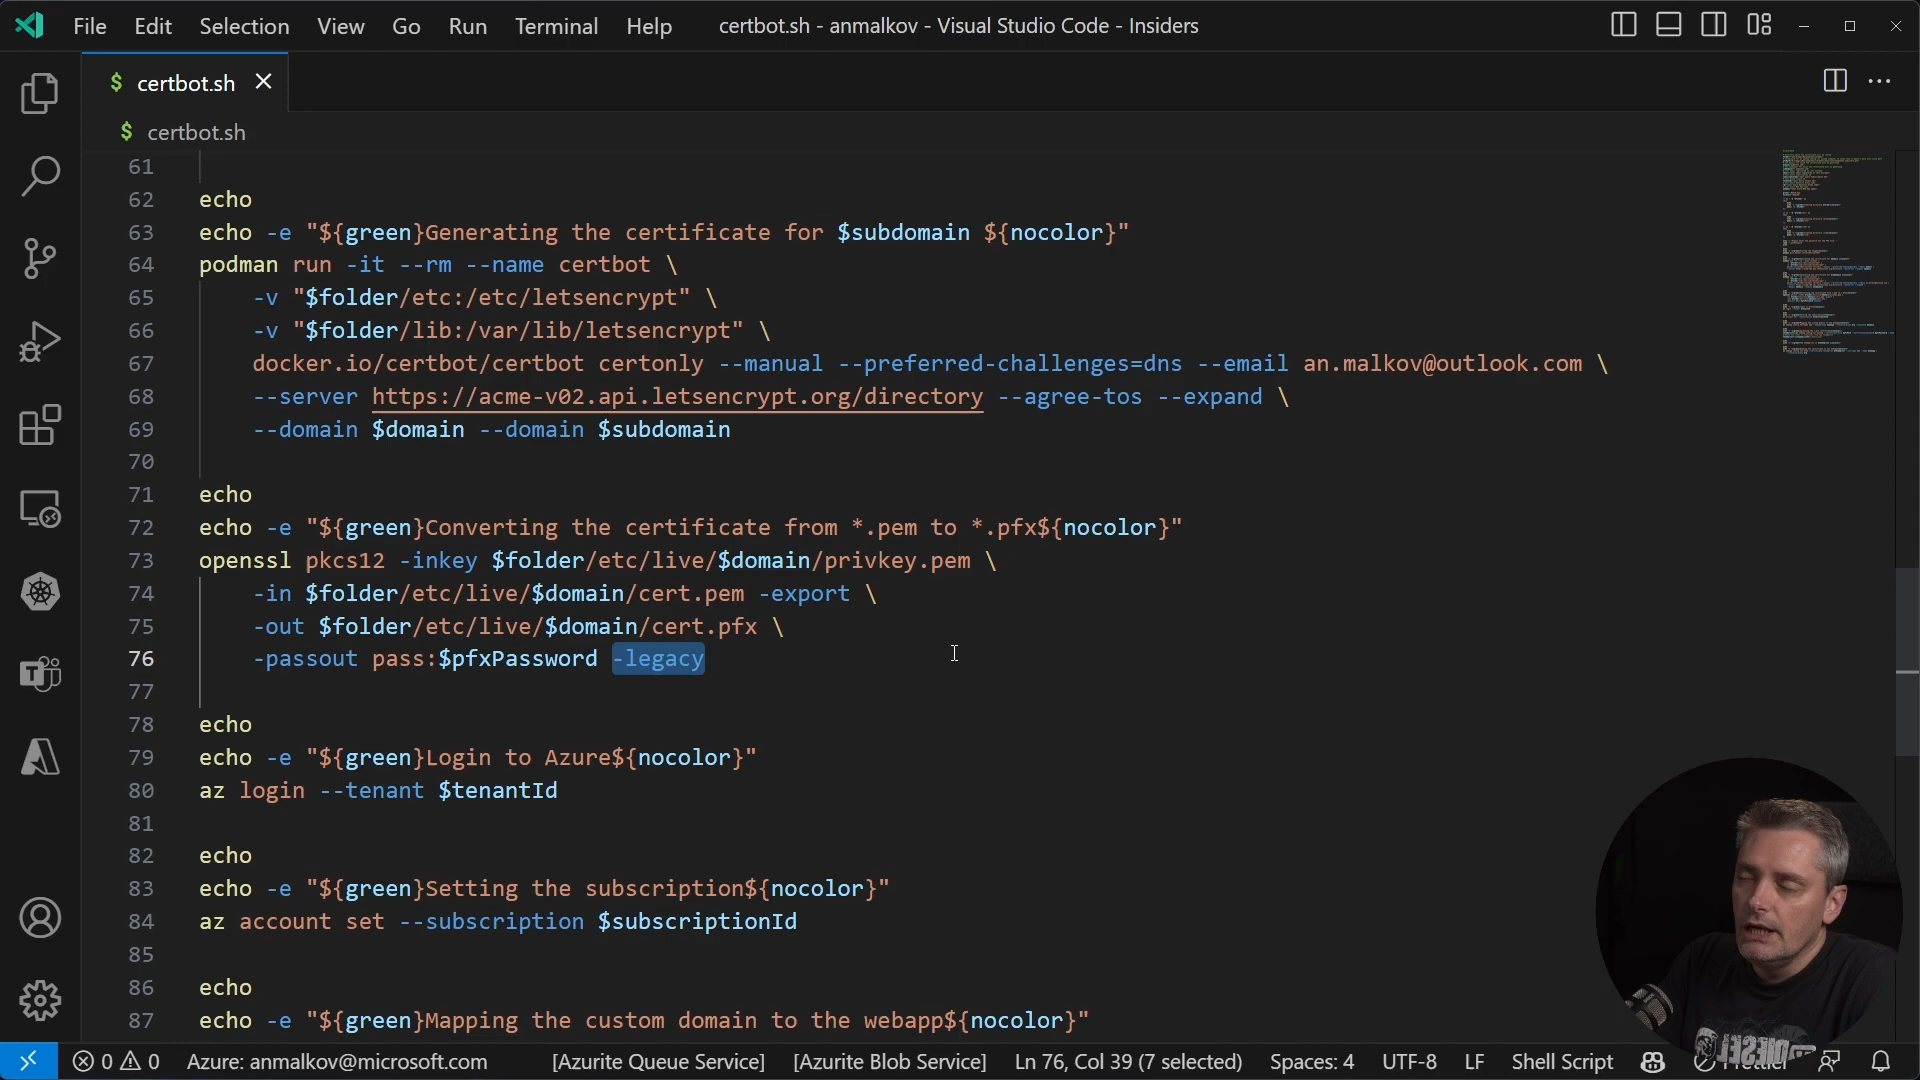 File Edit Selection View Go Run Terminal Help certbot.sh - anmalkov - Visual Studio Code - Insiders
$ certbot.sh
$ certbot.sh
61
62 echo
63 echo -e "${green}Generating the certificate for $subdomain ${nocolor}"
64 podman run -it --rm --name certbot \
65 -v "$folder/etc:/etc/letsencrypt" \
66 -v "$folder/lib:/var/lib/letsencrypt" \
67 docker.io/certbot/certbot certonly --manual --preferred-challenges=dns --email an.malkov@outlook.com \
68 --server https://acme-v02.api.letsencrypt.org/directory --agree-tos --expand \
69 --domain $domain --domain $subdomain
70
71 echo
72 echo -e "${green}Converting the certificate from *.pem to *.pfx${nocolor}"
73 openssl pkcs12 -inkey $folder/etc/live/$domain/privkey.pem \
74 -in $folder/etc/live/$domain/cert.pem -export \
75 -out $folder/etc/live/$domain/cert.pfx \
76 -passout pass:$pfxPassword -legacy
77
78 echo
79 echo -e "${green}Login to Azure${nocolor}"
80 az login --tenant $tenantId
81
82 echo
83 echo -e "${green}Setting the subscription${nocolor}"
84 az account set --subscription $subscriptionId
85
86 echo
87 echo -e "${green}Mapping the custom domain to the webapp${nocolor}"
0 0 Azure: anmalkov@microsoft.com [Azurite Queue Service] [Azurite Blob Service] Ln 76, Col 39 (7 selected) Spaces: 4 UTF-8 LF Shell Script